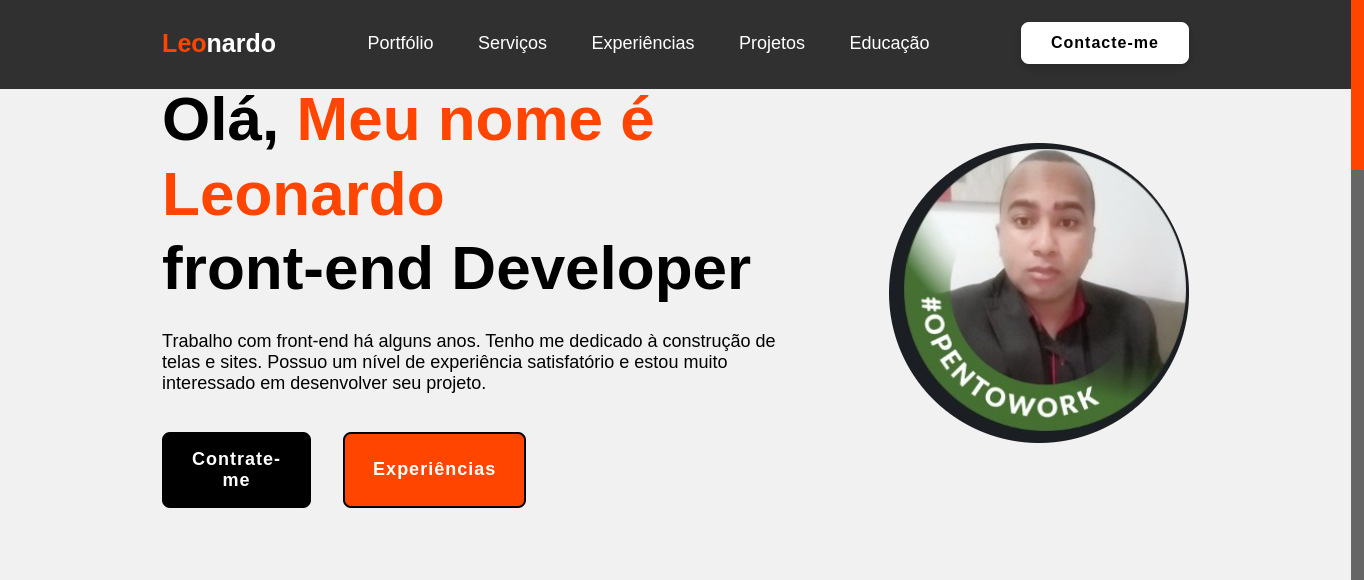 Leonardo
Portfólio
Serviços
Experiências
Projetos
Educação
Contacte-me
Olá, Meu nome é
Leonardo
front-end Developer
Trabalho com front-end há alguns anos. Tenho me dedicado à construção de
telas e sites. Possuo um nível de experiência satisfatório e estou muito
interessado em desenvolver seu projeto.
Contrate-
me
Experiências
#OPENTOWORK